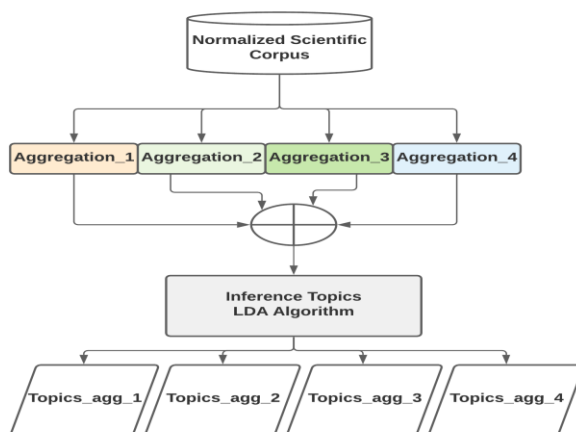 Normalized Scientific
Corpus
Aggregation_1
Aggregation_2
Aggregation_3
Aggregation_4
Inference Topics
LDA Algorithm
Topics_agg_1
Topics_agg_2
Topics_agg_3
Topics_agg_4